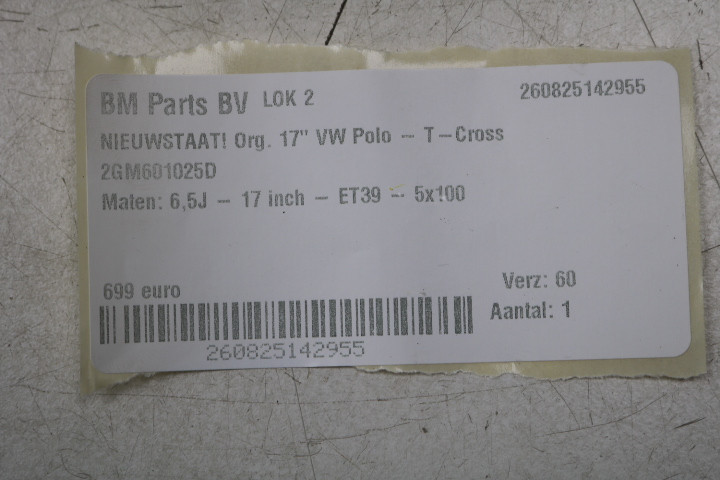 BM Parts BV LOK 2 260825142955
NIEUWSTAAT! Org. 17" VW Polo - T-Cross
2GM601025D
Maten: 6,5J - 17 inch - ET39 - 5x100
Verz: 60
699 euro
Aantal: 1
260825142955